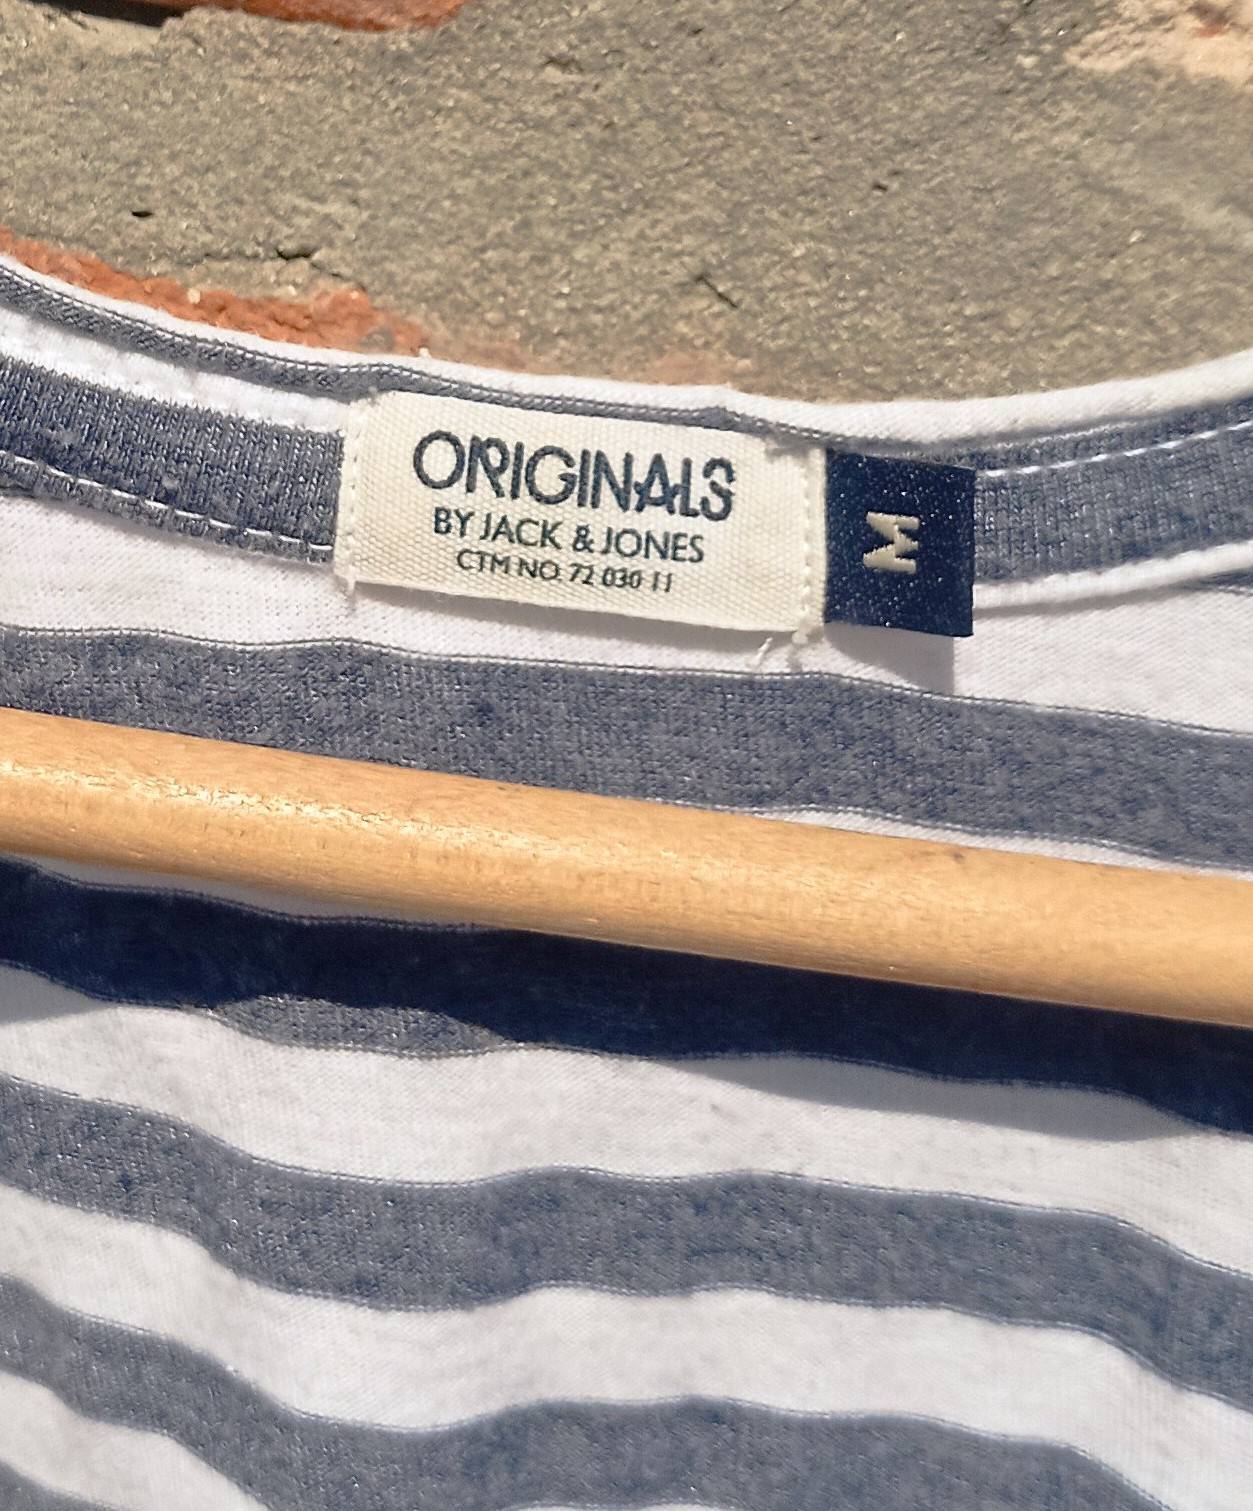 ORIGINALS
BY JACK & JONES
CTM NO. 72 030 11
M